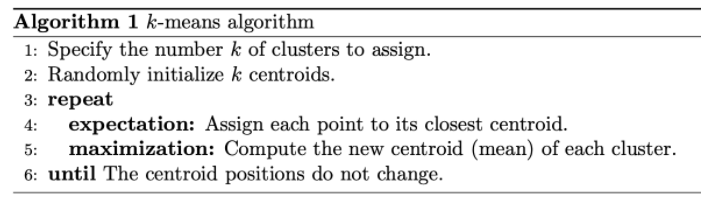 Algorithm 1 k-means algorithm
1: Specify the number k of clusters to assign.
2: Randomly initialize k centroids.
3: repeat
4: expectation: Assign each point to its closest centroid.
5: maximization: Compute the new centroid (mean) of each cluster.
6: until The centroid positions do not change.